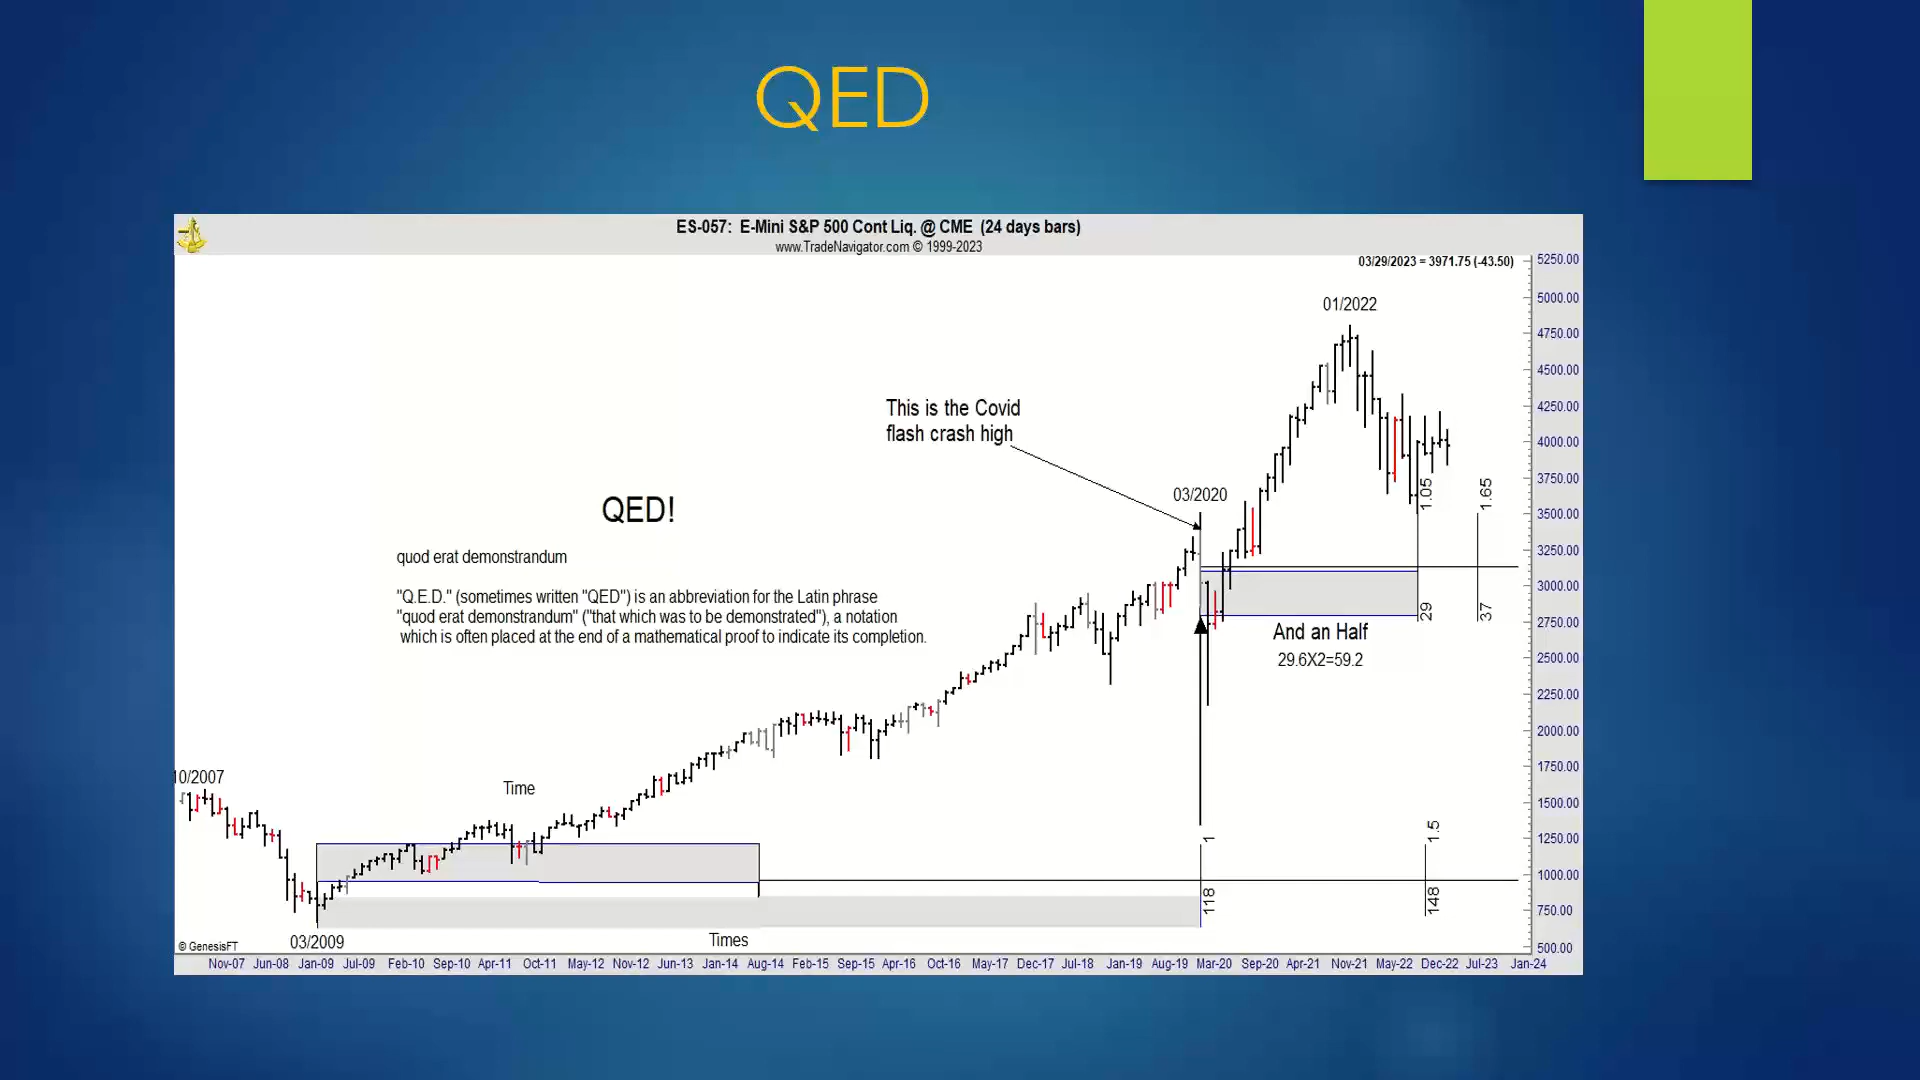 QED
ES-057: E-Mini S&P 500 Cont Liq. @ CME (24 days bars)
www.TradeNavigator.com © 1999-2023
03/29/2023 = 3971.75 (-43.50)
5250.00
01/2022
5000.00
4750.00
4500.00
This is the Covid
flash crash high
4250.00
4000.00
3750.00
03/2020
1.05
1.65
QED!
3500.00
quod erat demonstrandum
3250.00
"Q.E.D." (sometimes written "QED") is an abbreviation for the Latin phrase
"quod erat demonstrandum" ("that which was to be demonstrated"), a notation
which is often placed at the end of a mathematical proof to indicate its completion.
3000.00
29
37
2750.00
And an Half
29.6X2=59.2
2500.00
2250.00
2000.00
1750.00
10/2007
Time
1500.00
1
1.5
1250.00
1000.00
118
148
750.00
03/2009
Times
© GenesisFT
500.00
Nov-07 Jun-08 Jan-09 Jul-09 Feb-10 Sep-10 Apr-11 Oct-11 May-12 Nov-12 Jun-13 Jan-14 Aug-14 Feb-15 Sep-15 Apr-16 Oct-16 May-17 Dec-17 Jul-18 Jan-19 Aug-19 Mar-20 Sep-20 Apr-21 Nov-21 May-22 Dec-22 Jul-23 Jan-24